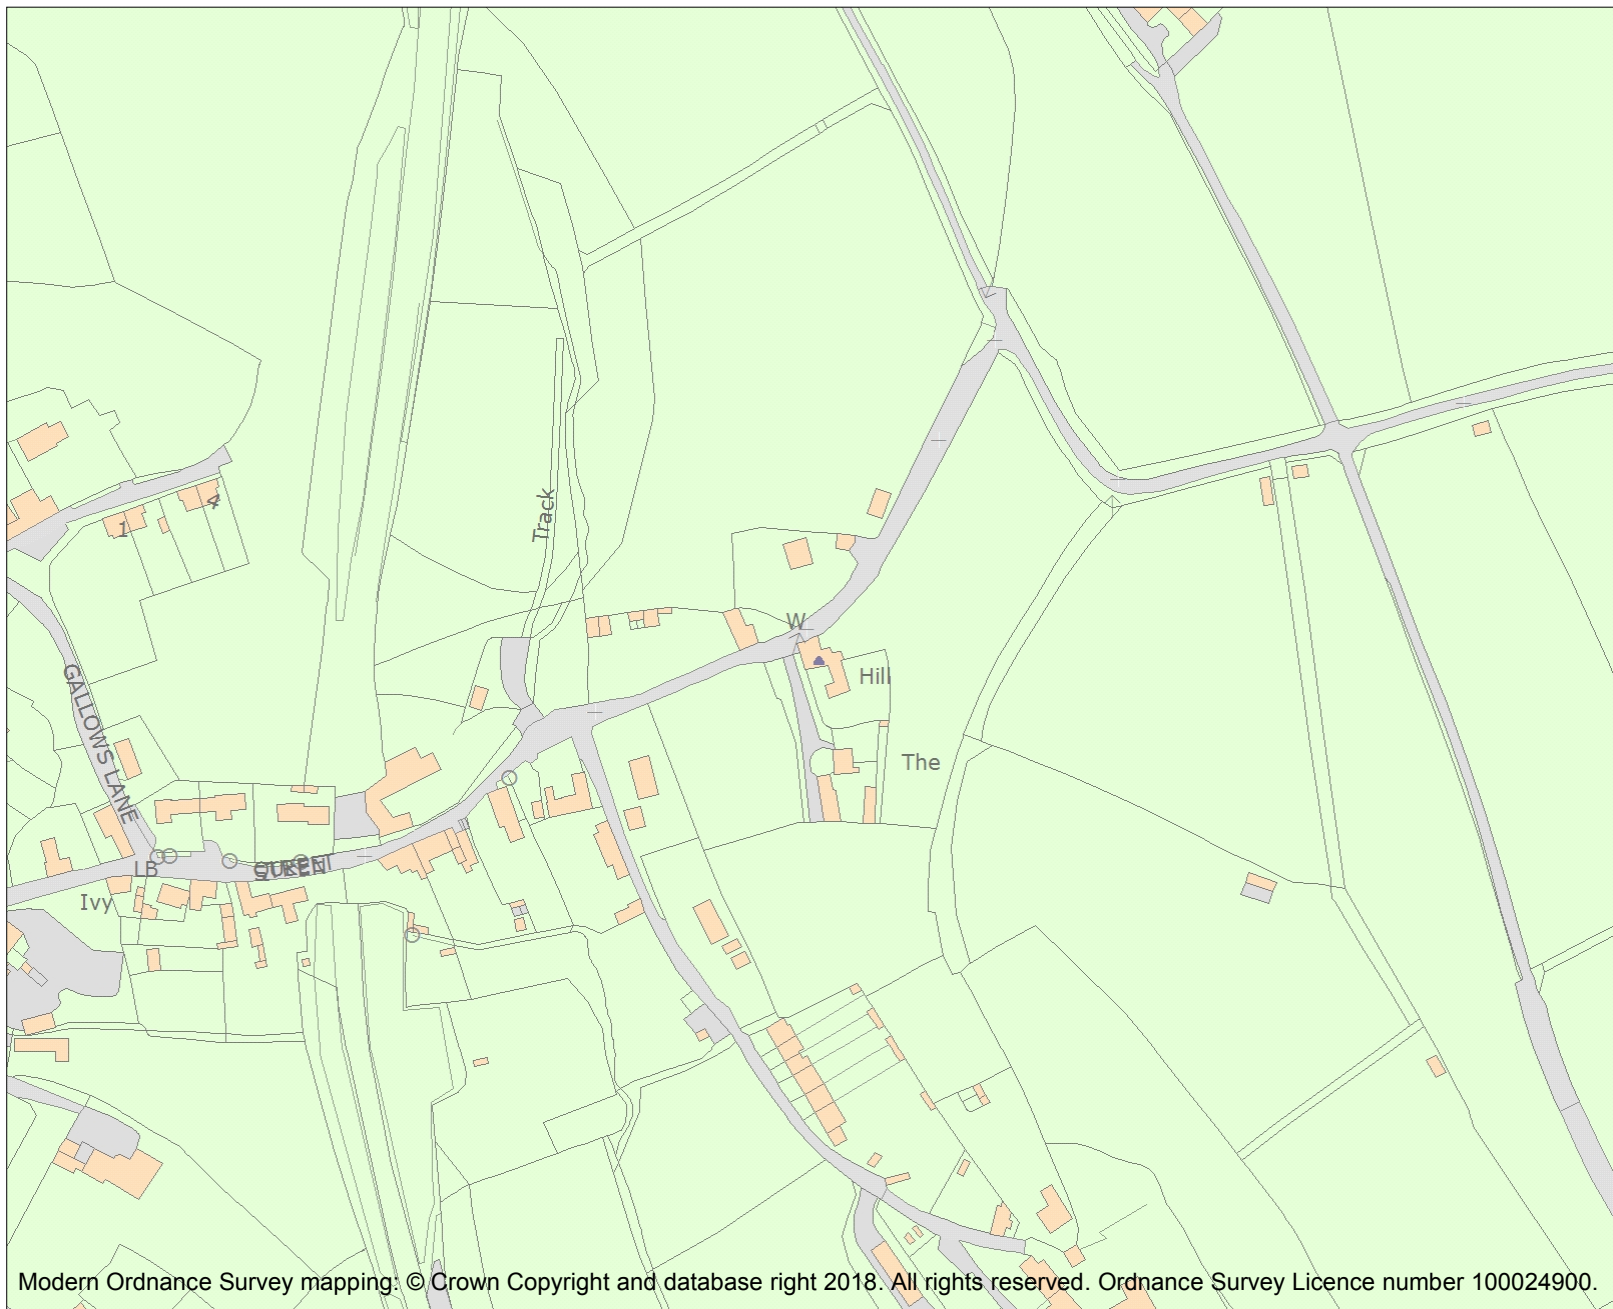 4
1
Track
W
GALLOWS LANE
Hill
The
LB
QUEEN
Ivy
Modern Ordnance Survey mapping: © Crown Copyright and database right 2018. All rights reserved. Ordnance Survey Licence number 100024900.